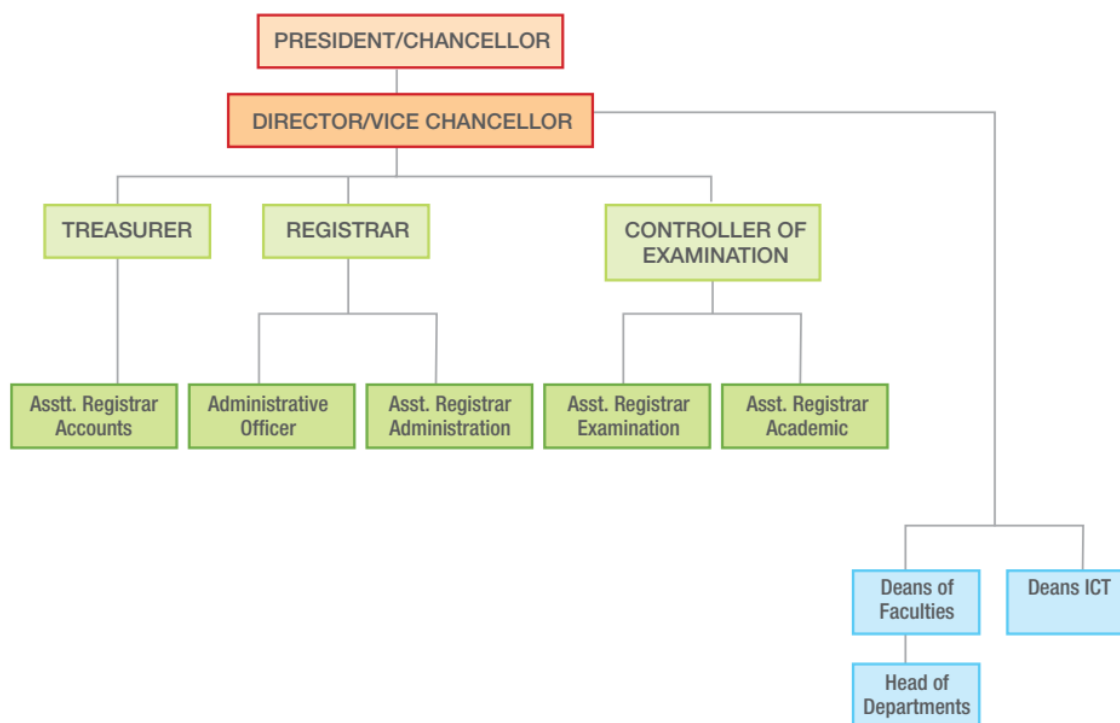 PRESIDENT/CHANCELLOR
DIRECTOR/VICE CHANCELLOR
TREASURER
REGISTRAR
CONTROLLER OF
EXAMINATION
Asstt. Registrar
Accounts
Administrative
Officer
Asst. Registrar
Administration
Asst. Registrar
Examination
Asst. Registrar
Academic
Deans of
Faculties
Deans ICT
Head of
Departments